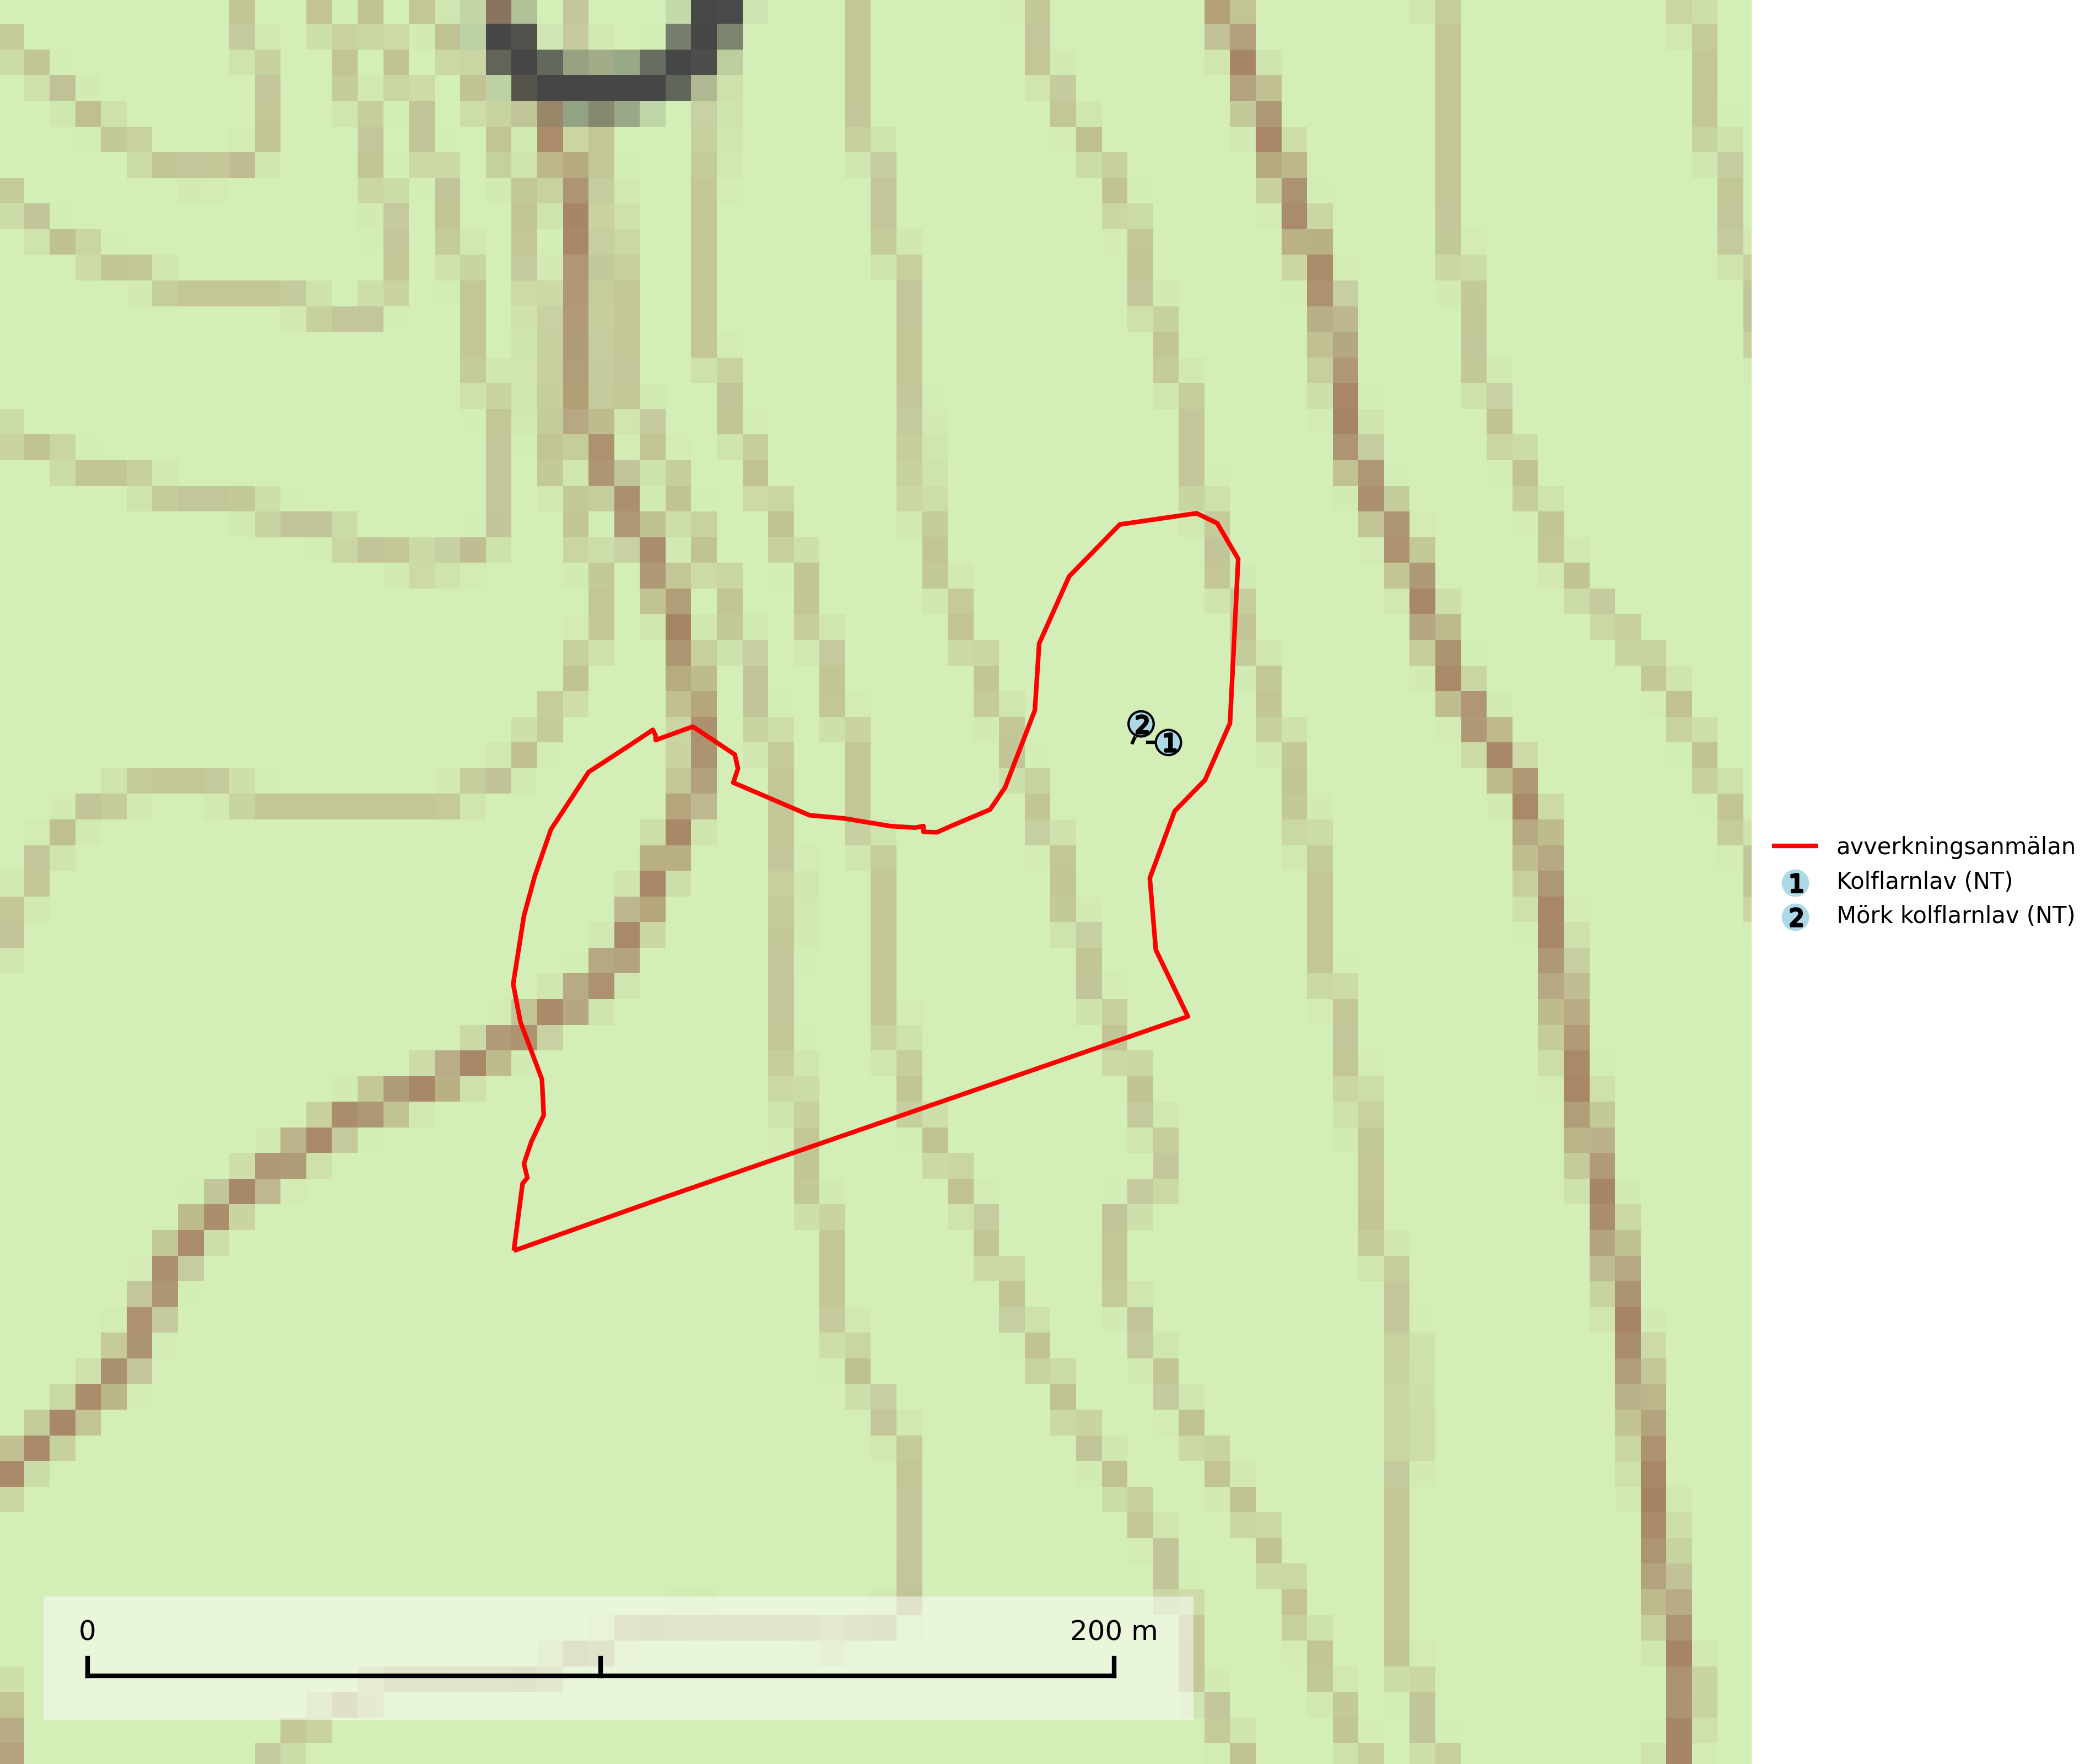 2
1
avverkningsanmälan
1 Kolflarnlav (NT)
2 Mörk kolflarnlav (NT)
0 200 m